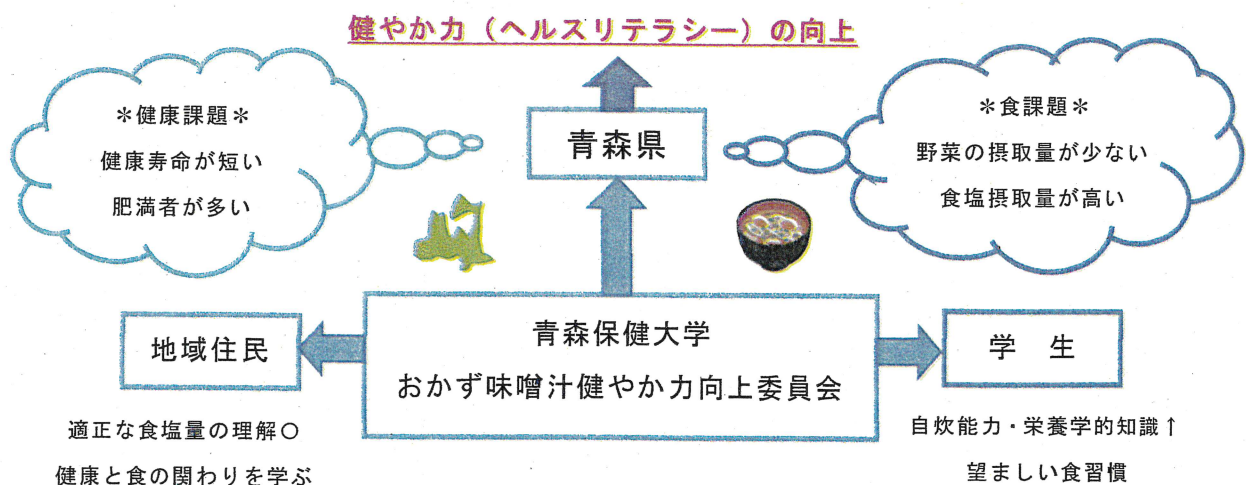 健やか力（ヘルスリテラシー）の向上
＊健康課題＊
健康寿命が短い
肥満者が多い
青森県
＊食課題＊
野菜の摂取量が少ない
食塩摂取量が高い
地域住民
適正な食塩量の理解○
健康と食の関わりを学ぶ
青森保健大学
おかず味噌汁健やか力向上委員会
学　生
自炊能力・栄養学的知識↑
望ましい食習慣